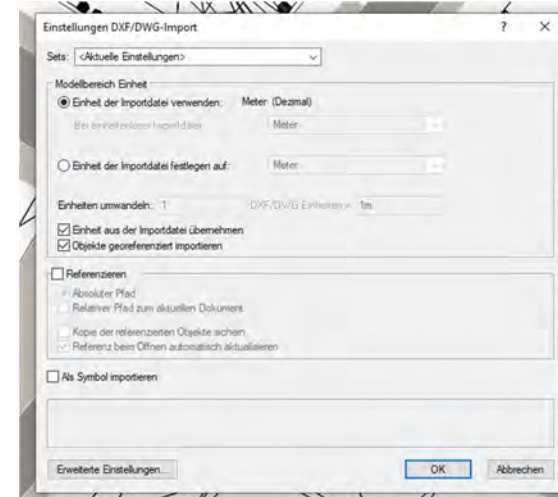 Einstellungen DXF/DWG-Import
? X
Sets: <Aktuelle Einstellungen>
Modellbereich Einheit
Einheit der Importdatei verwenden: Meter (Dezimal)
Bei einheitenloser Importdatei: Meter
Einheit der Importdatei festlegen auf: Meter
Einheiten umwandeln: 1 DXF/DWG Einheiten = 1m
Einheit aus der Importdatei übernehmen
Objekte georeferenziert importieren
Referenzieren
Absoluter Pfad
Relativer Pfad zum aktuellen Dokument
Kopie der referenzierten Objekte sichern
Referenz beim Öffnen automatisch aktualisieren
Als Symbol importieren
Erweiterte Einstellungen... OK Abbrechen